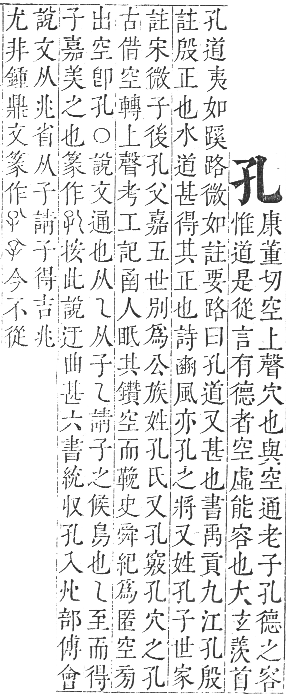 孔
康董切空上聲穴也與空通老子孔德之容
惟道是從言有德者空虛能容也大玄羨首
孔道夷如蹊路微如註要路曰孔道又甚也書禹貢九江孔殷
註殷正也水道甚得其正也詩豳風亦孔之將又姓孔子世家
註宋微子後孔父嘉五世別爲公族姓孔氏又孔竅孔穴之孔
古借空轉上聲考工記函人眠其鑽空而鞔史舜紀爲匿空旁
出空卽孔○說文通也从乚从子乚請子之候鳥也乚至而得
子嘉美之也篆作按此說迂曲甚六書統収孔入部傅會
說文从兆省从子請子得吉兆
尤非鍾鼎文篆作今不從